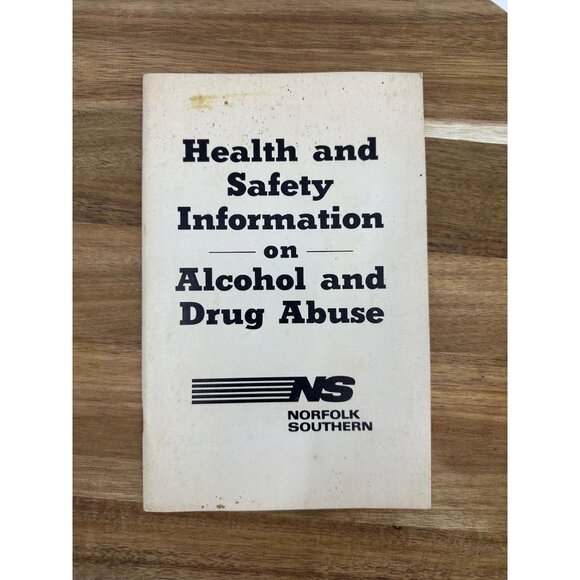 Health and
Safety
Information
on
Alcohol and
Drug Abuse
NS
NORFOLK
SOUTHERN